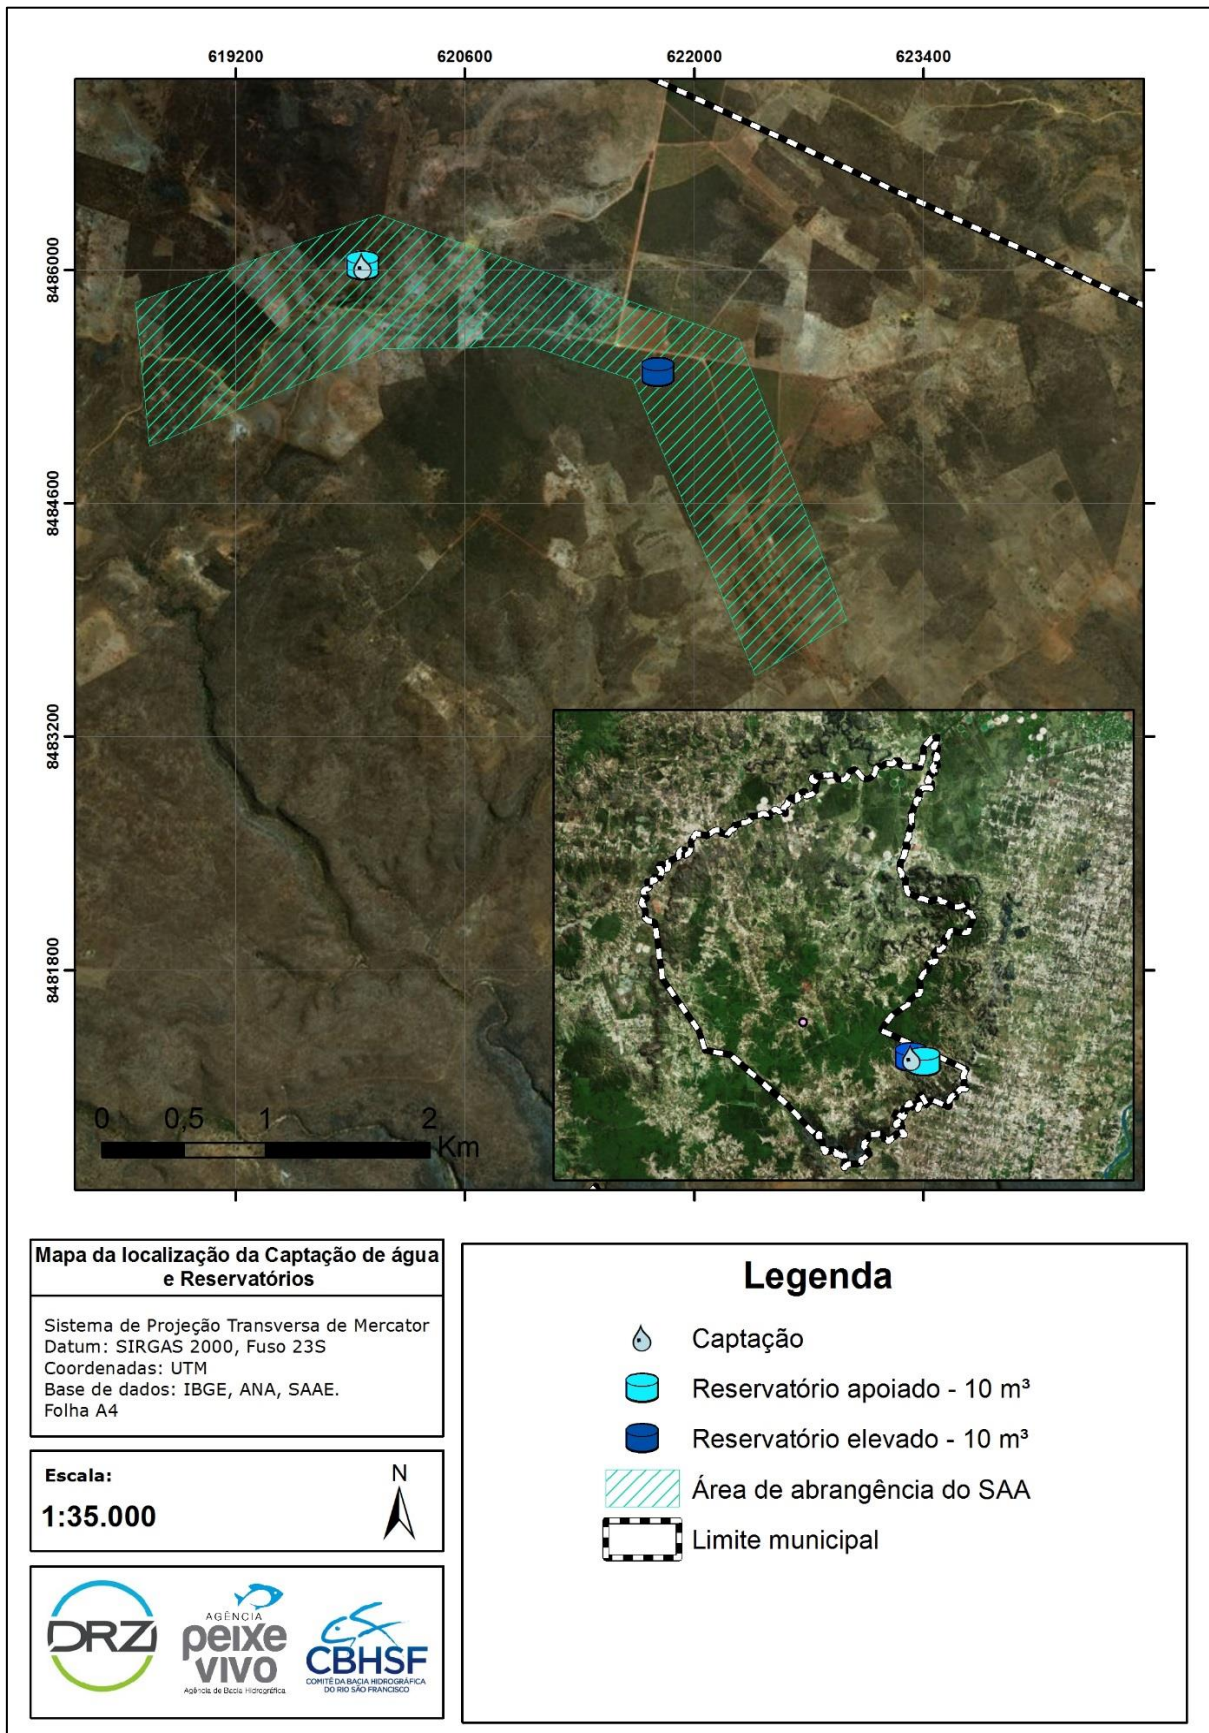 619200
620600
622000
623400
8486000
8484600
8483200
8481800
0 0,5 1 2
Km
Mapa da localização da Captação de água
e Reservatórios
Sistema de Projeção Transversa de Mercator
Datum: SIRGAS 2000, Fuso 23S
Coordenadas: UTM
Base de dados: IBGE, ANA, SAAE.
Folha A4
Escala:
1:35.000
N
DRZ
AGÊNCIA
peixe
vivo
Agência de Bacia Hidrográfica
CBHSF
COMITÊ DA BACIA HIDROGRÁFICA
DO RIO SÃO FRANCISCO
Legenda
Captação
Reservatório apoiado - 10 m³
Reservatório elevado - 10 m³
Área de abrangência do SAA
Limite municipal